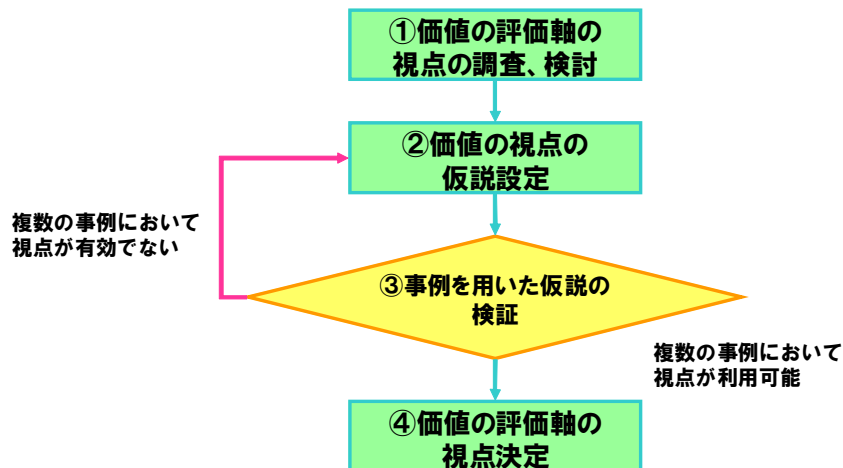 ①価値の評価軸の
視点の調査、検討
②価値の視点の
仮説設定
複数の事例において
視点が有効でない
③事例を用いた仮説の
検証
複数の事例において
視点が利用可能
④価値の評価軸の
視点決定